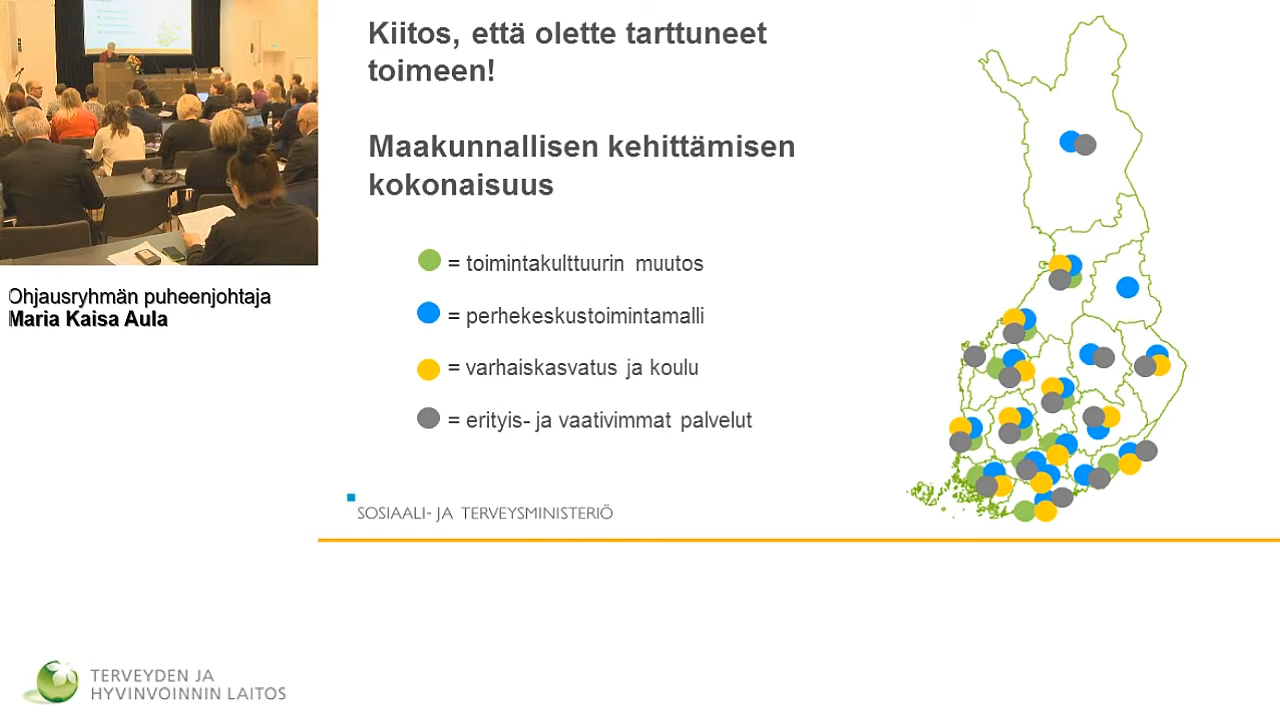 Kiitos, että olette tarttuneet
toimeen!
Maakunnallisen kehittämisen
kokonaisuus
= toimintakulttuurin muutos
= perhekeskustoimintamalli
= varhaiskasvatus ja koulu
= erityis- ja vaativimmat palvelut
SOSIAALI- JA TERVEYSMINISTERIÖ
Ohjausryhmän puheenjohtaja
Maria Kaisa Aula
TERVEYDEN JA
HYVINVOINNIN LAITOS